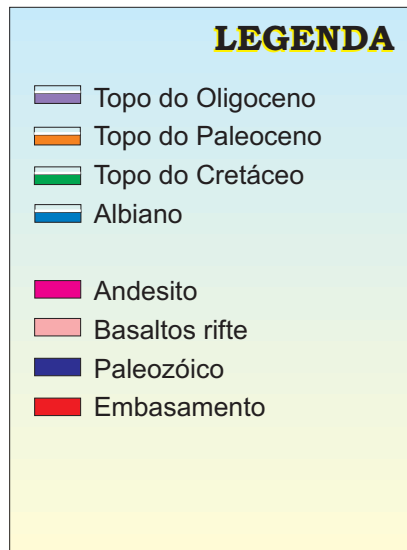 LEGENDA
Topo do Oligoceno
Topo do Paleoceno
Topo do Cretáceo
Albiano
Andesito
Basaltos rifte
Paleozóico
Embasamento